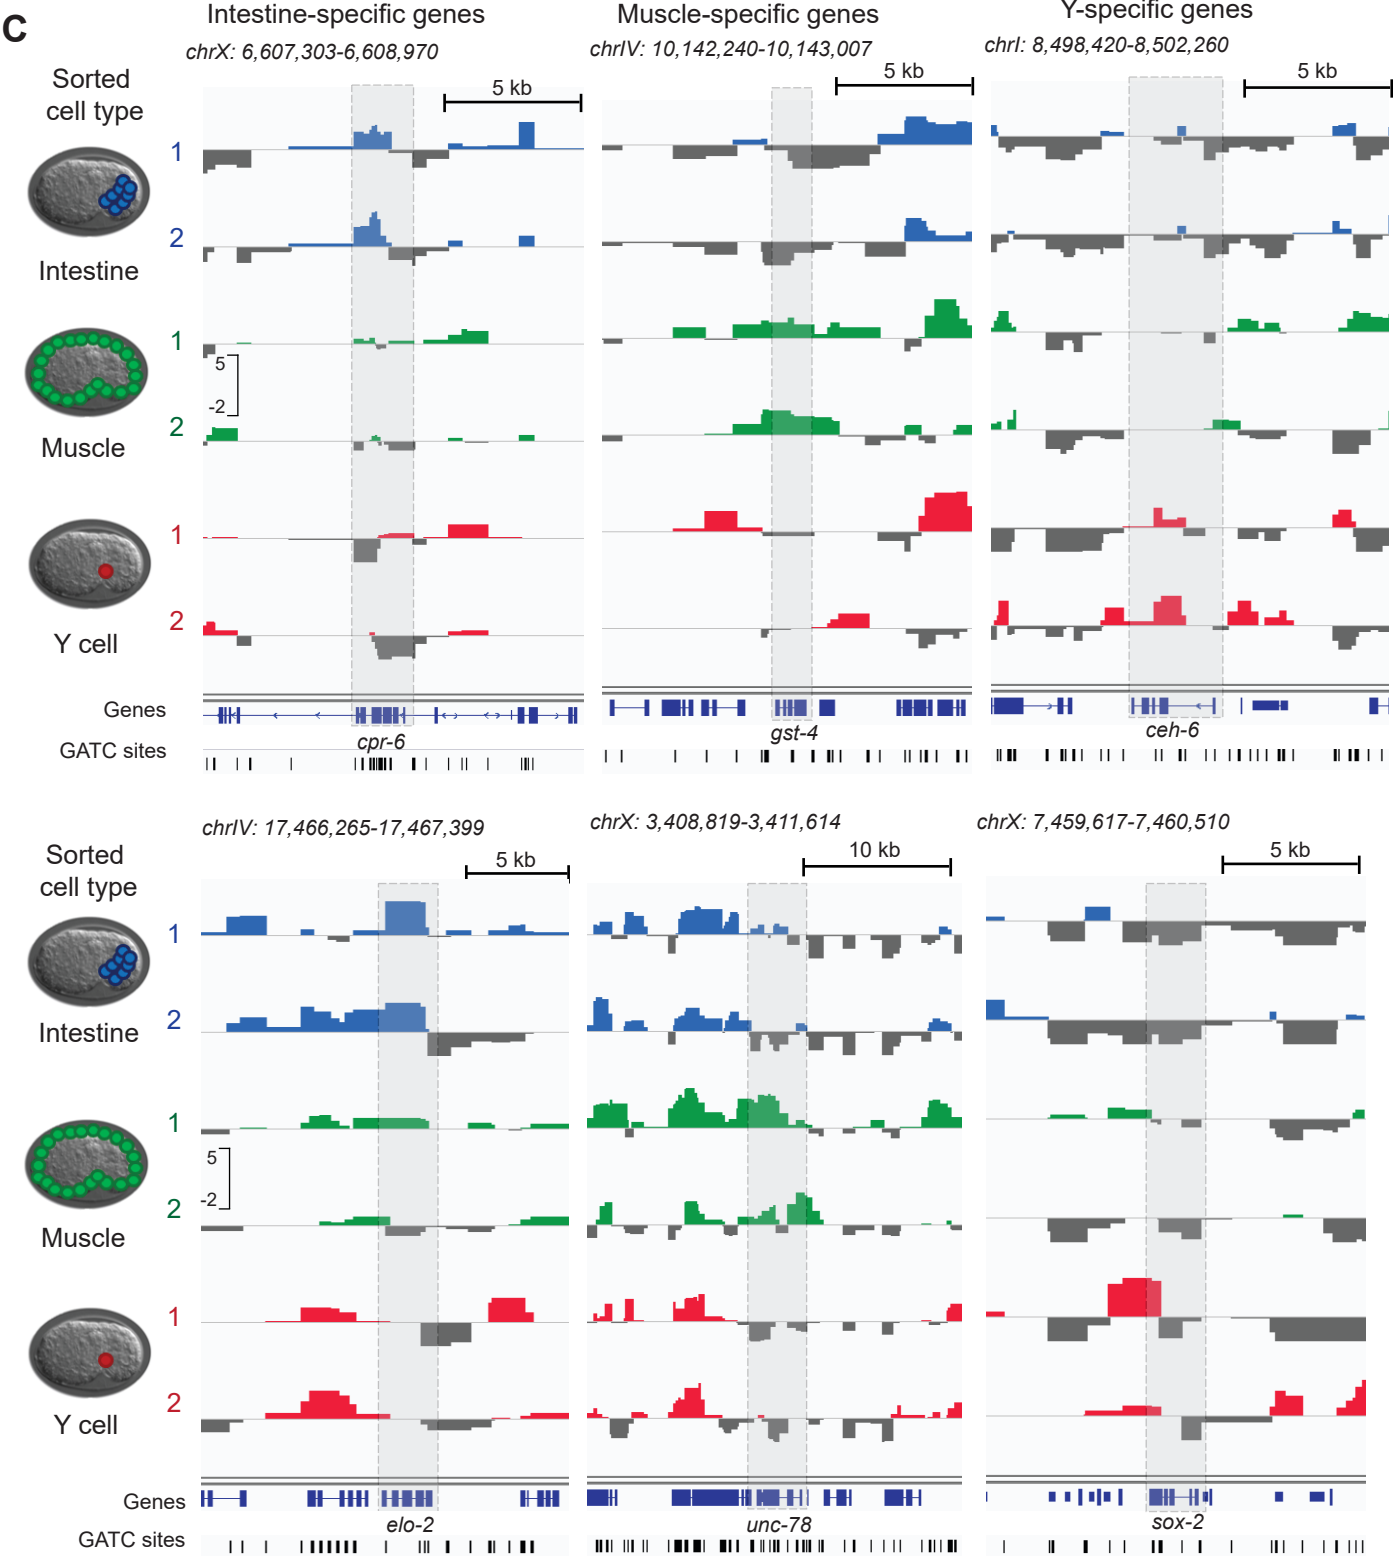 C
Intestine-specific genes
Muscle-specific genes
Y-specific genes
chrX: 6,607,303-6,608,970
chrIV: 10,142,240-10,143,007
chrI: 8,498,420-8,502,260
Sorted
cell type
5 kb
5 kb
5 kb
1
2
Intestine
1
5
-2
2
Muscle
1
2
Y cell
Genes
cpr-6
gst-4
ceh-6
GATC sites
chrIV: 17,466,265-17,467,399
chrX: 3,408,819-3,411,614
chrX: 7,459,617-7,460,510
Sorted
cell type
5 kb
10 kb
5 kb
1
2
Intestine
1
5
-2
2
Muscle
1
2
Y cell
Genes
elo-2
unc-78
sox-2
GATC sites